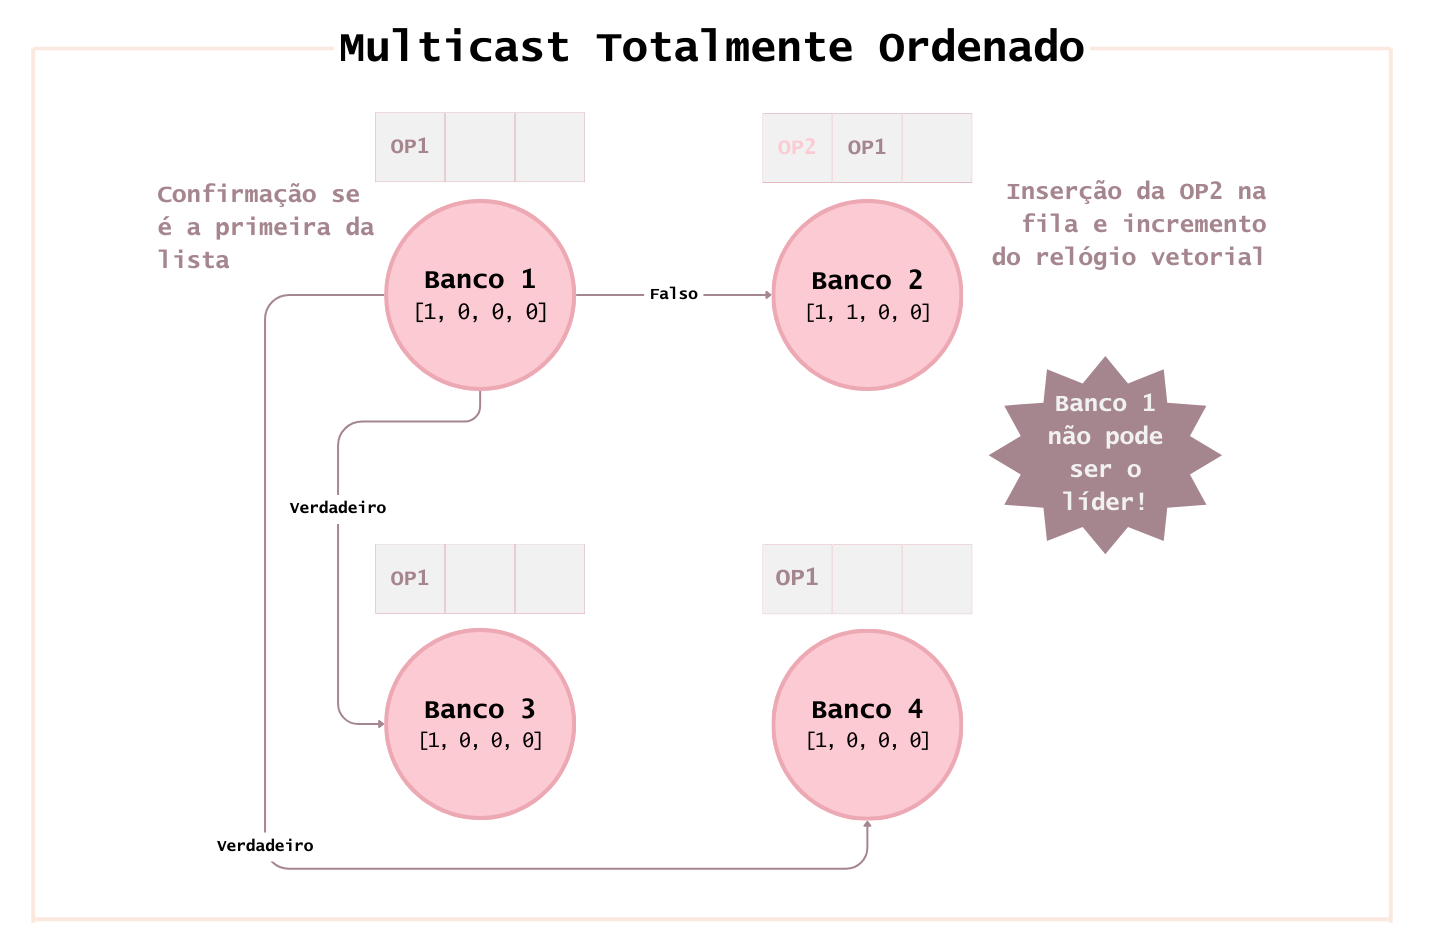 Multicast Totalmente Ordenado
OP1
OP2
OP1
Confirmação se
é a primeira da
lista
Inserção da OP2 na
fila e incremento
do relógio vetorial
Banco 1
[1, 0, 0, 0]
Falso
Banco 2
[1, 1, 0, 0]
Banco 1
não pode
ser o
líder!
Verdadeiro
OP1
OP1
Banco 3
[1, 0, 0, 0]
Banco 4
[1, 0, 0, 0]
Verdadeiro